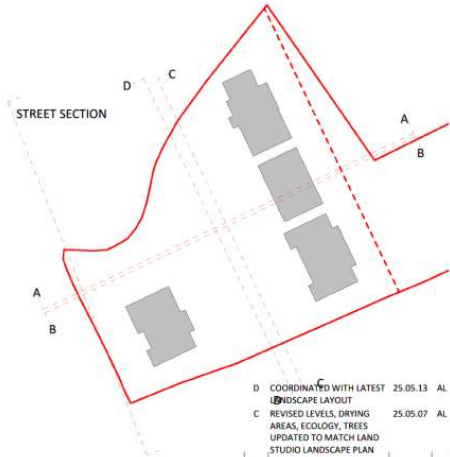 D
C
STREET SECTION
A
B
A
B
C
D
D COORDINATED WITH LATEST 25.05.13 AL
LANDSCAPE LAYOUT
C REVISED LEVELS, DRYING 25.05.07 AL
AREAS, ECOLOGY, TREES
UPDATED TO MATCH LAND
STUDIO LANDSCAPE PLAN